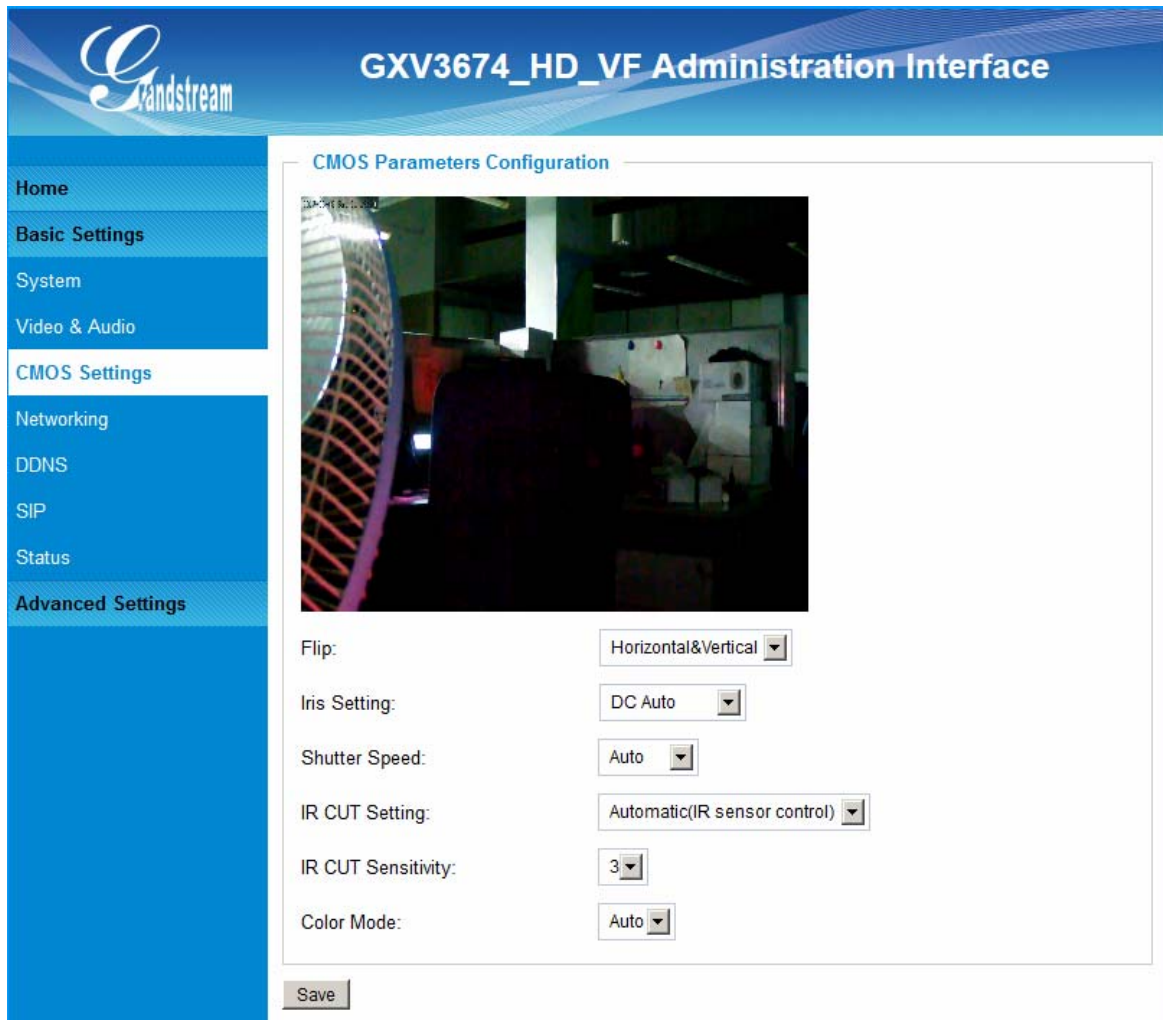 Grandstream
GXV3674_HD_VF Administration Interface
Home
Basic Settings
System
Video & Audio
CMOS Settings
Networking
DDNS
SIP
Status
Advanced Settings
CMOS Parameters Configuration
Flip: Horizontal&Vertical
Iris Setting: DC Auto
Shutter Speed: Auto
IR CUT Setting: Automatic(IR sensor control)
IR CUT Sensitivity: 3
Color Mode: Auto
Save